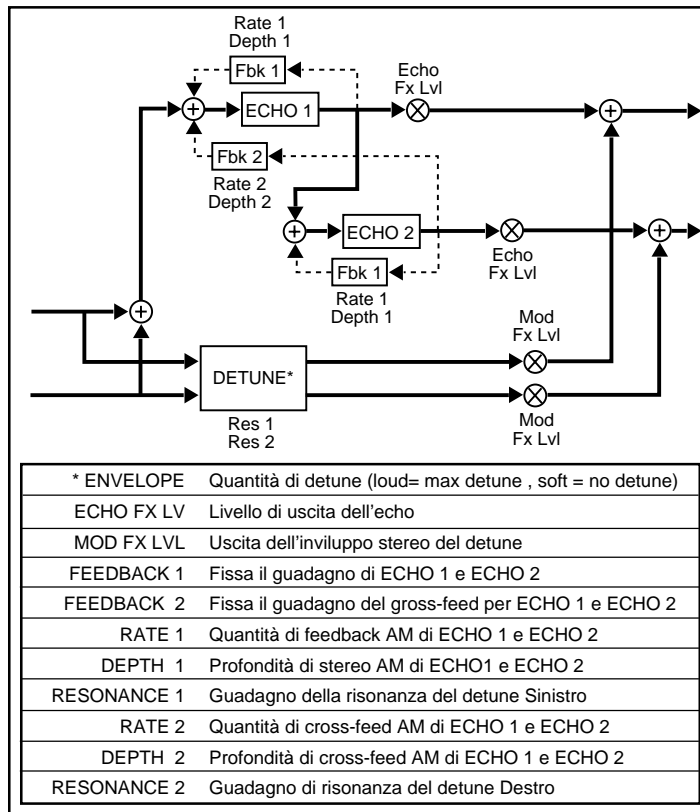 Rate 1
Depth 1
Fbk 1
Echo
Fx Lvl
ECHO 1
Fbk 2
Rate 2
Depth 2
ECHO 2
Echo
Fx Lvl
Fbk 1
Rate 1
Depth 1
Mod
Fx Lvl
DETUNE*
Mod
Fx Lvl
Res 1
Res 2
* ENVELOPE Quantità di detune (loud= max detune , soft = no detune)
ECHO FX LV Livello di uscita dell'echo
MOD FX LVL Uscita dell'inviluppo stereo del detune
FEEDBACK 1 Fissa il guadagno di ECHO 1 e ECHO 2
FEEDBACK 2 Fissa il guadagno del gross-feed per ECHO 1 e ECHO 2
RATE 1 Quantità di feedback AM di ECHO 1 e ECHO 2
DEPTH 1 Profondità di stereo AM di ECHO1 e ECHO 2
RESONANCE 1 Guadagno della risonanza del detune Sinistro
RATE 2 Quantità di cross-feed AM di ECHO 1 e ECHO 2
DEPTH 2 Profondità di cross-feed AM di ECHO 1 e ECHO 2
RESONANCE 2 Guadagno di risonanza del detune Destro